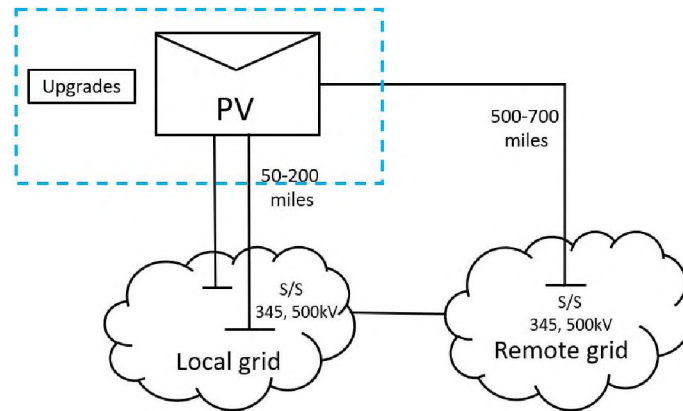 Upgrades
PV
500-700
miles
50-200
miles
S/S
345, 500kV
Local grid
S/S
345, 500kV
Remote grid